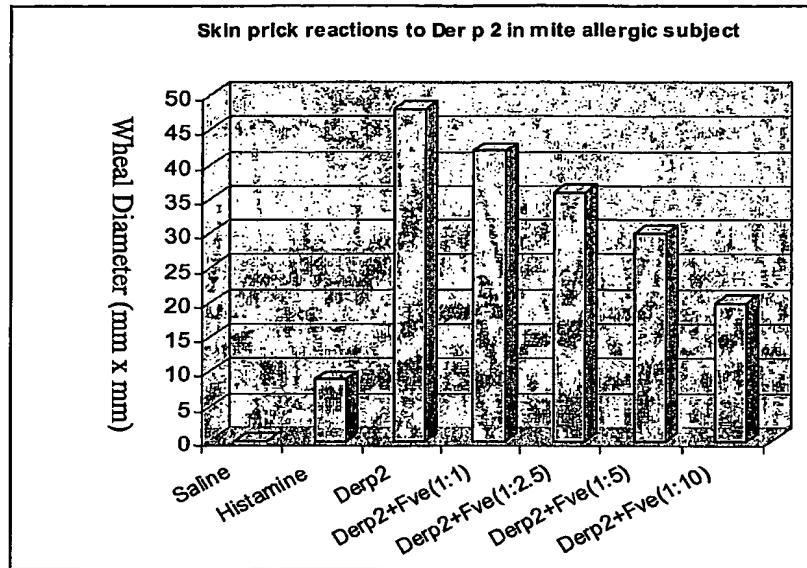 Skin prick reactions to Der p 2 in mite allergic subject
Wheal Diameter (mm x mm)
50
45
40
35
30
25
20
15
10
5
0
Saline
Histamine
Derp2
Derp2+Fve(1:1)
Derp2+Fve(1:2.5)
Derp2+Fve(1:5)
Derp2+Fve(1:10)